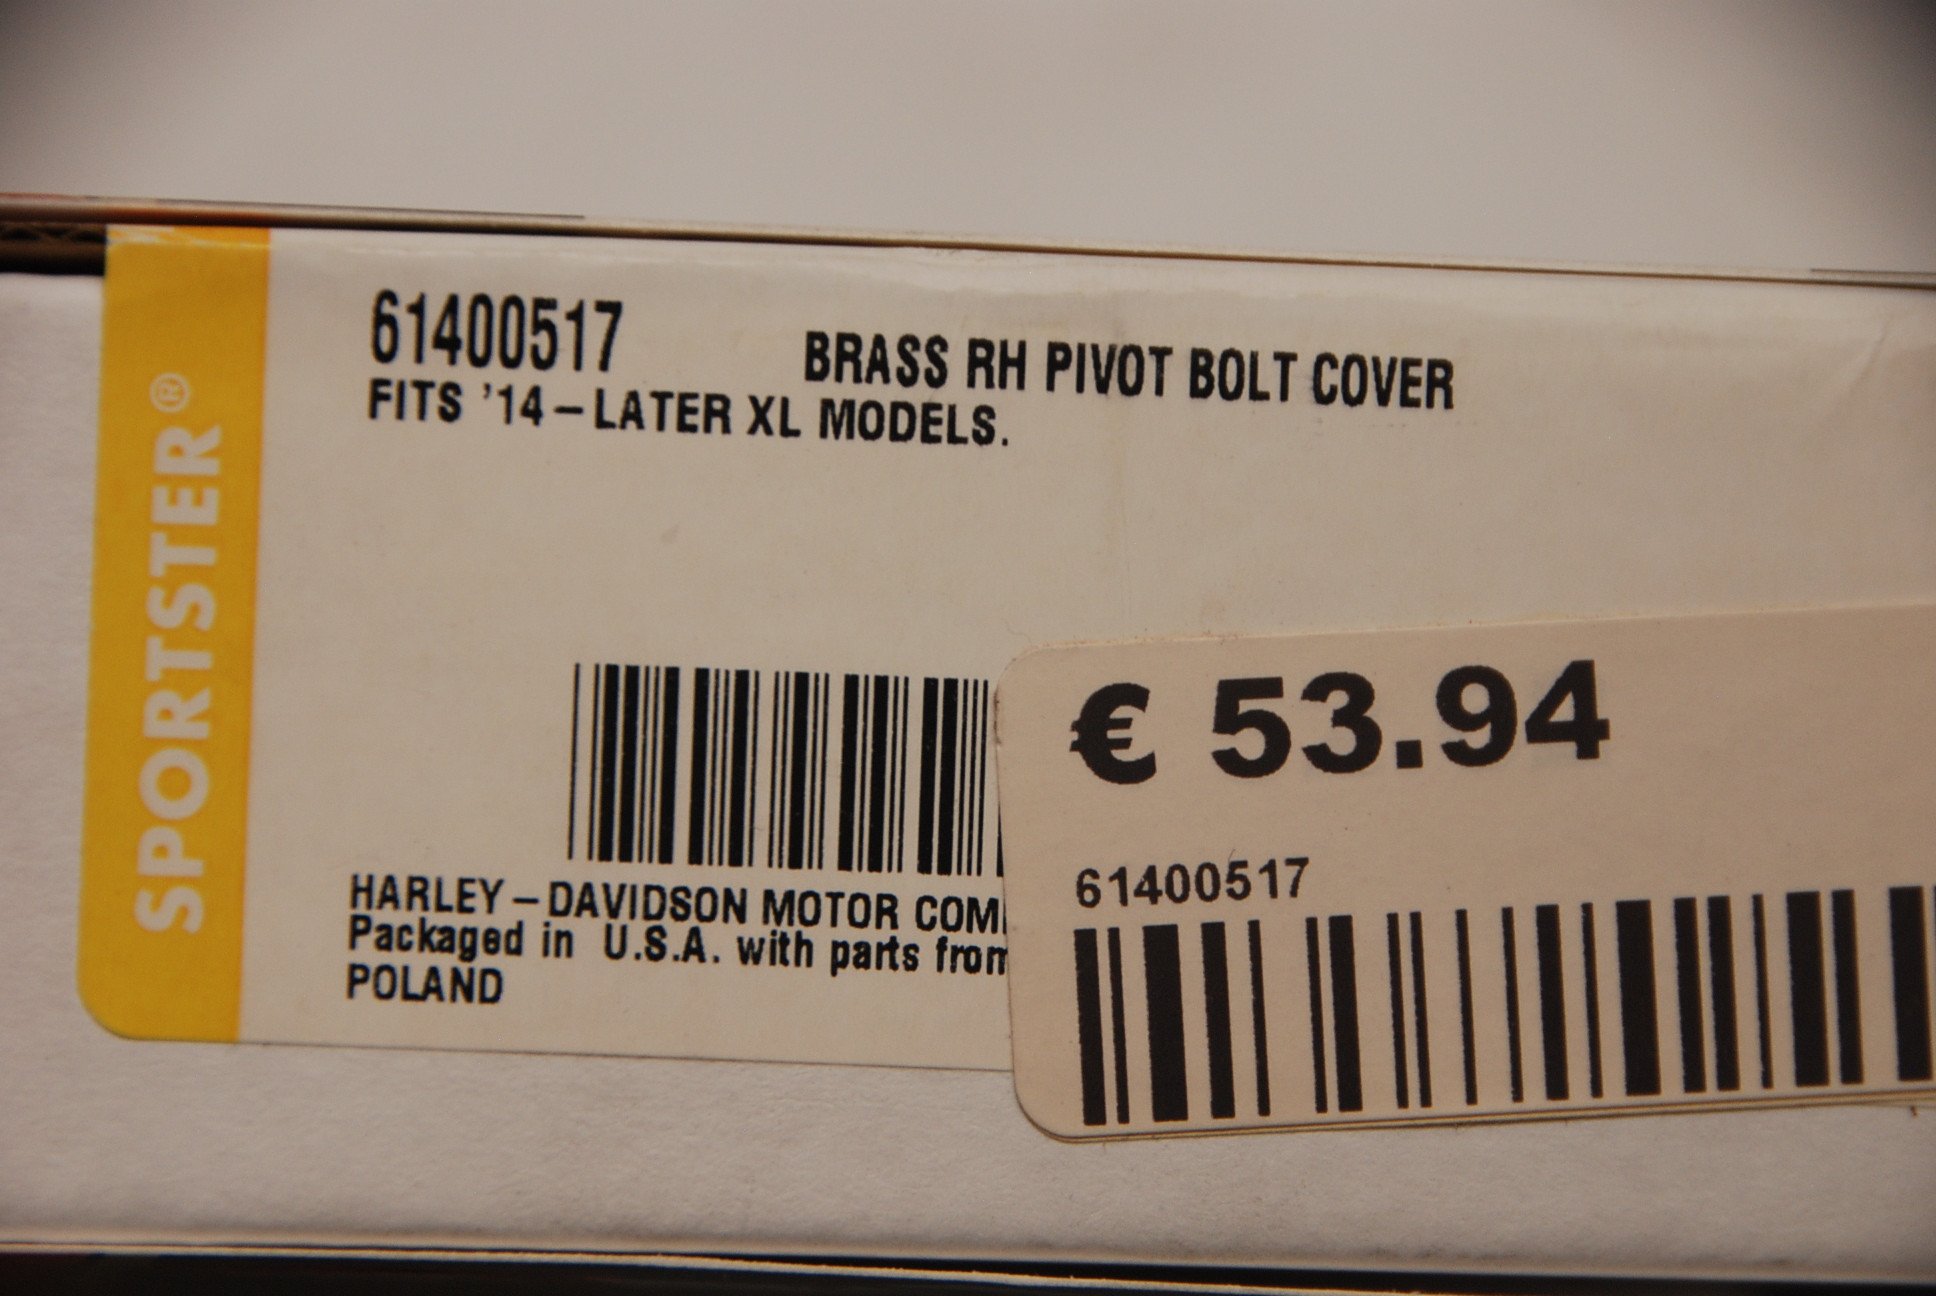 SPORTSTER®
61400517 BRASS RH PIVOT BOLT COVER
FITS '14-LATER XL MODELS.
HARLEY-DAVIDSON MOTOR
Packaged in U.S.A. with parts from
POLAND
€ 53.94
61400517